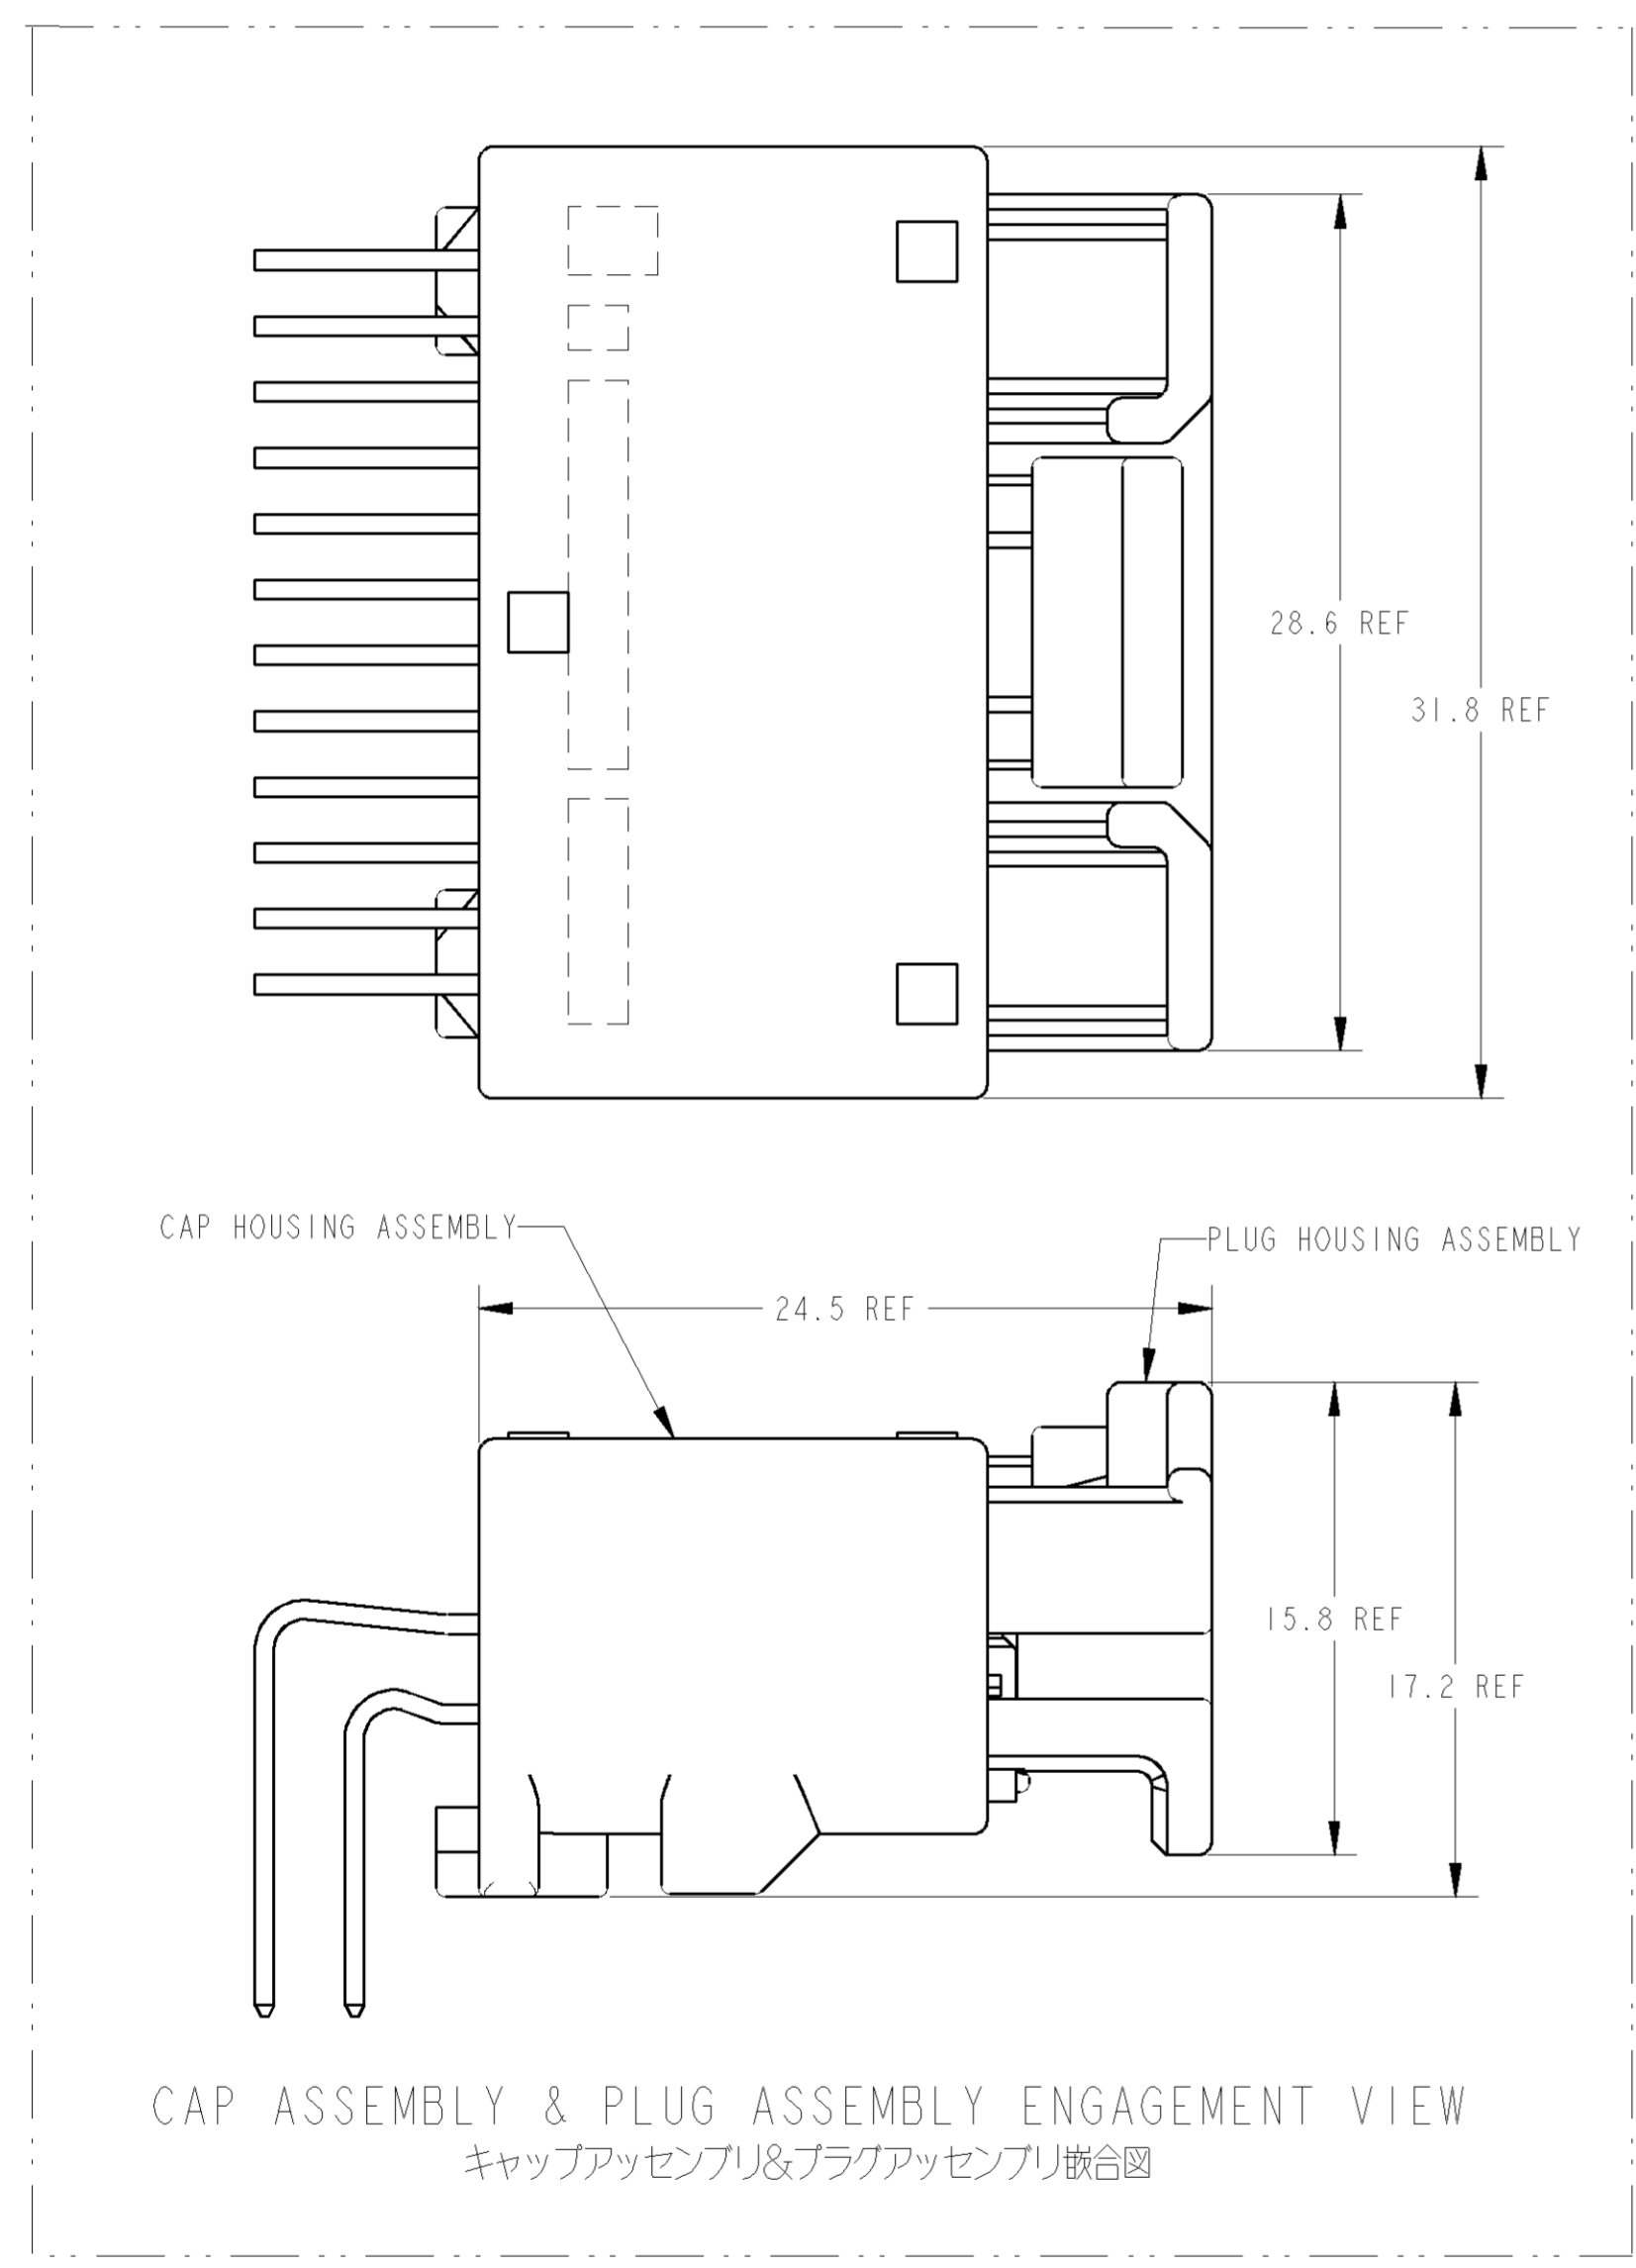 28.6 REF
31.8 REF
CAP HOUSING ASSEMBLY
PLUG HOUSING ASSEMBLY
24.5 REF
15.8 REF
17.2 REF
CAP ASSEMBLY & PLUG ASSEMBLY ENGAGEMENT VIEW
キャップアッセンブリ&プラグアッセンブリ嵌合図